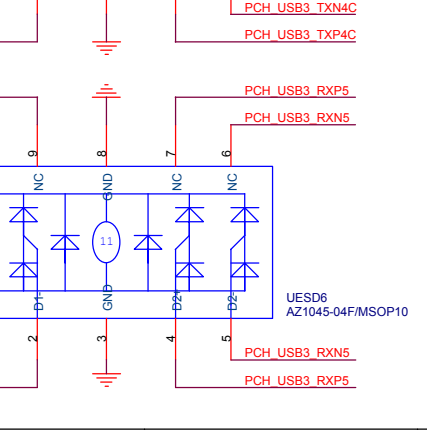 PCH_USB3_TXN4C
PCH_USB3_TXP4C
PCH_USB3_RXP5
PCH_USB3_RXN5
9 8 7 6
NC GND NC NC
11
D1- GND D2+ D2-
UESD6
AZ1045-04F/MSOP10
2 3 4 5
PCH_USB3_RXN5
PCH_USB3_RXP5